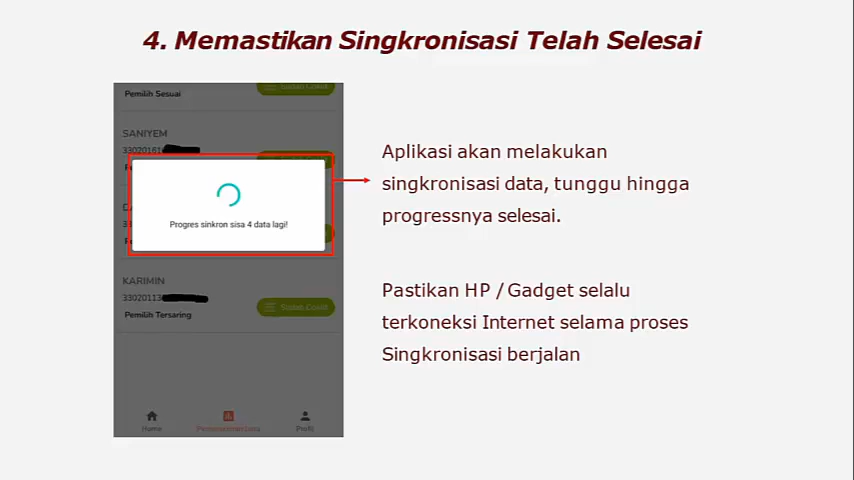 4. Memastikan Singkronisasi Telah Selesai
Pemilih Sesuai
SANIYEM
Progres sinkron sisa 4 data lagi!
KARIMIN
33020113
Sudah Coklit
Pemilih Tersaring
Home
Profil
Aplikasi akan melakukan
singkronisasi data, tunggu hingga
progressnya selesai.
Pastikan HP / Gadget selalu
terkoneksi Internet selama proses
Singkronisasi berjalan